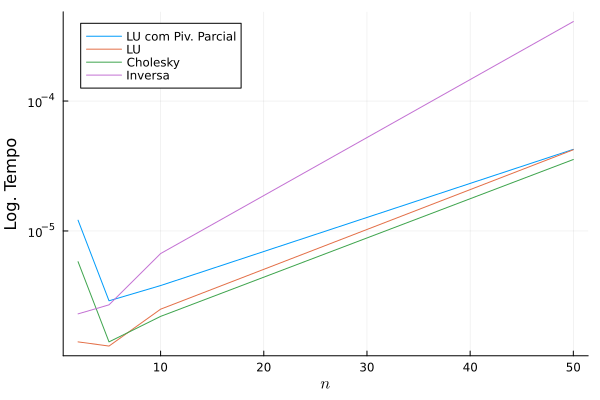 LU com Piv. Parcial
LU
Cholesky
Inversa
Log. Tempo
10⁻⁴
10⁻⁵
10 20 30 40 50
n